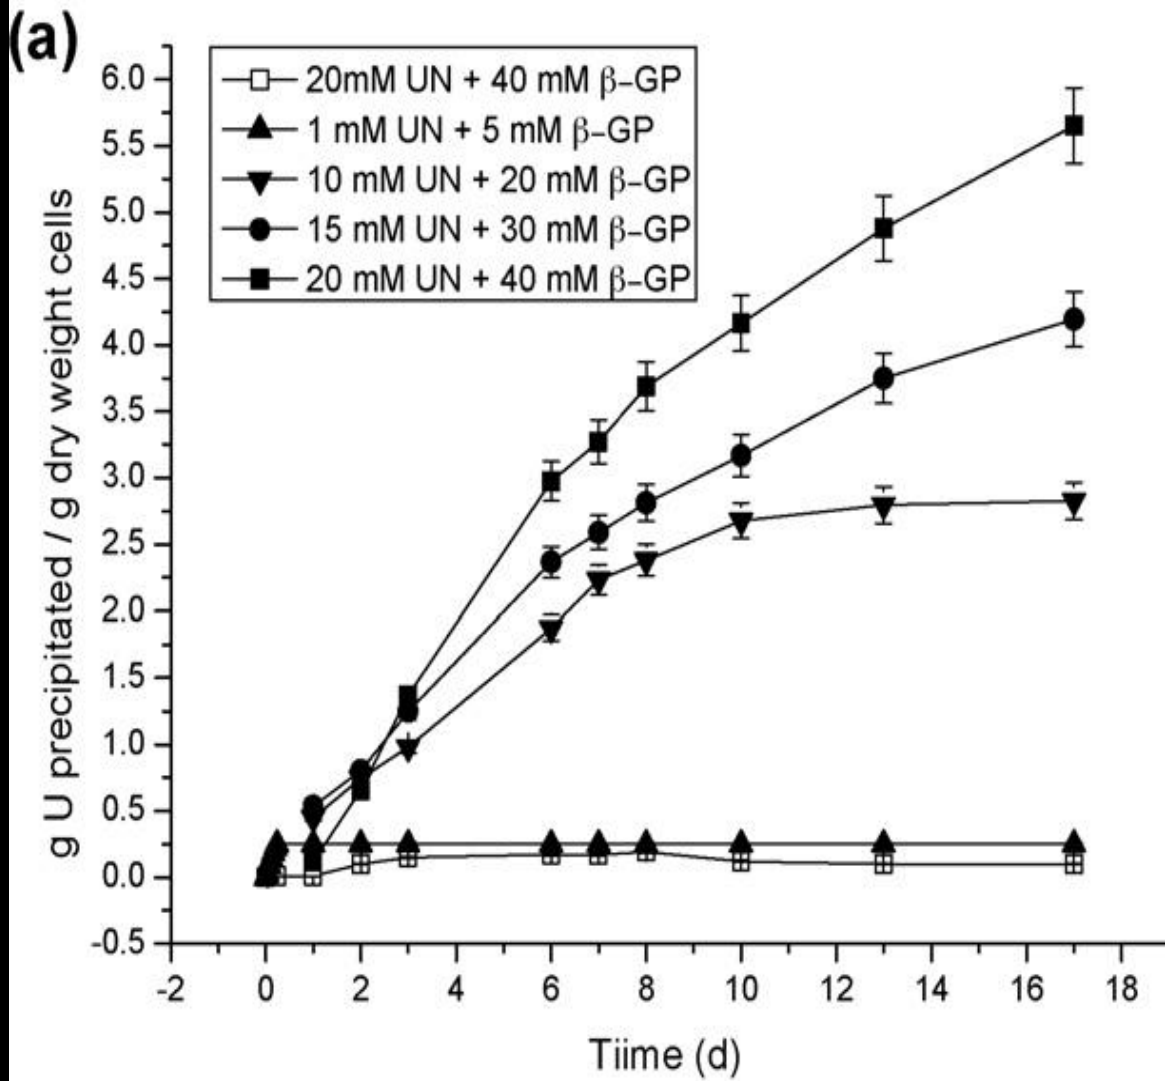 (a)
20mM UN + 40 mM β-GP
1 mM UN + 5 mM β-GP
10 mM UN + 20 mM β-GP
15 mM UN + 30 mM β-GP
20 mM UN + 40 mM β-GP
g U precipitated / g dry weight cells
6.0
5.5
5.0
4.5
4.0
3.5
3.0
2.5
2.0
1.5
1.0
0.5
0.0
-0.5
-2 0 2 4 6 8 10 12 14 16 18
Tiime (d)